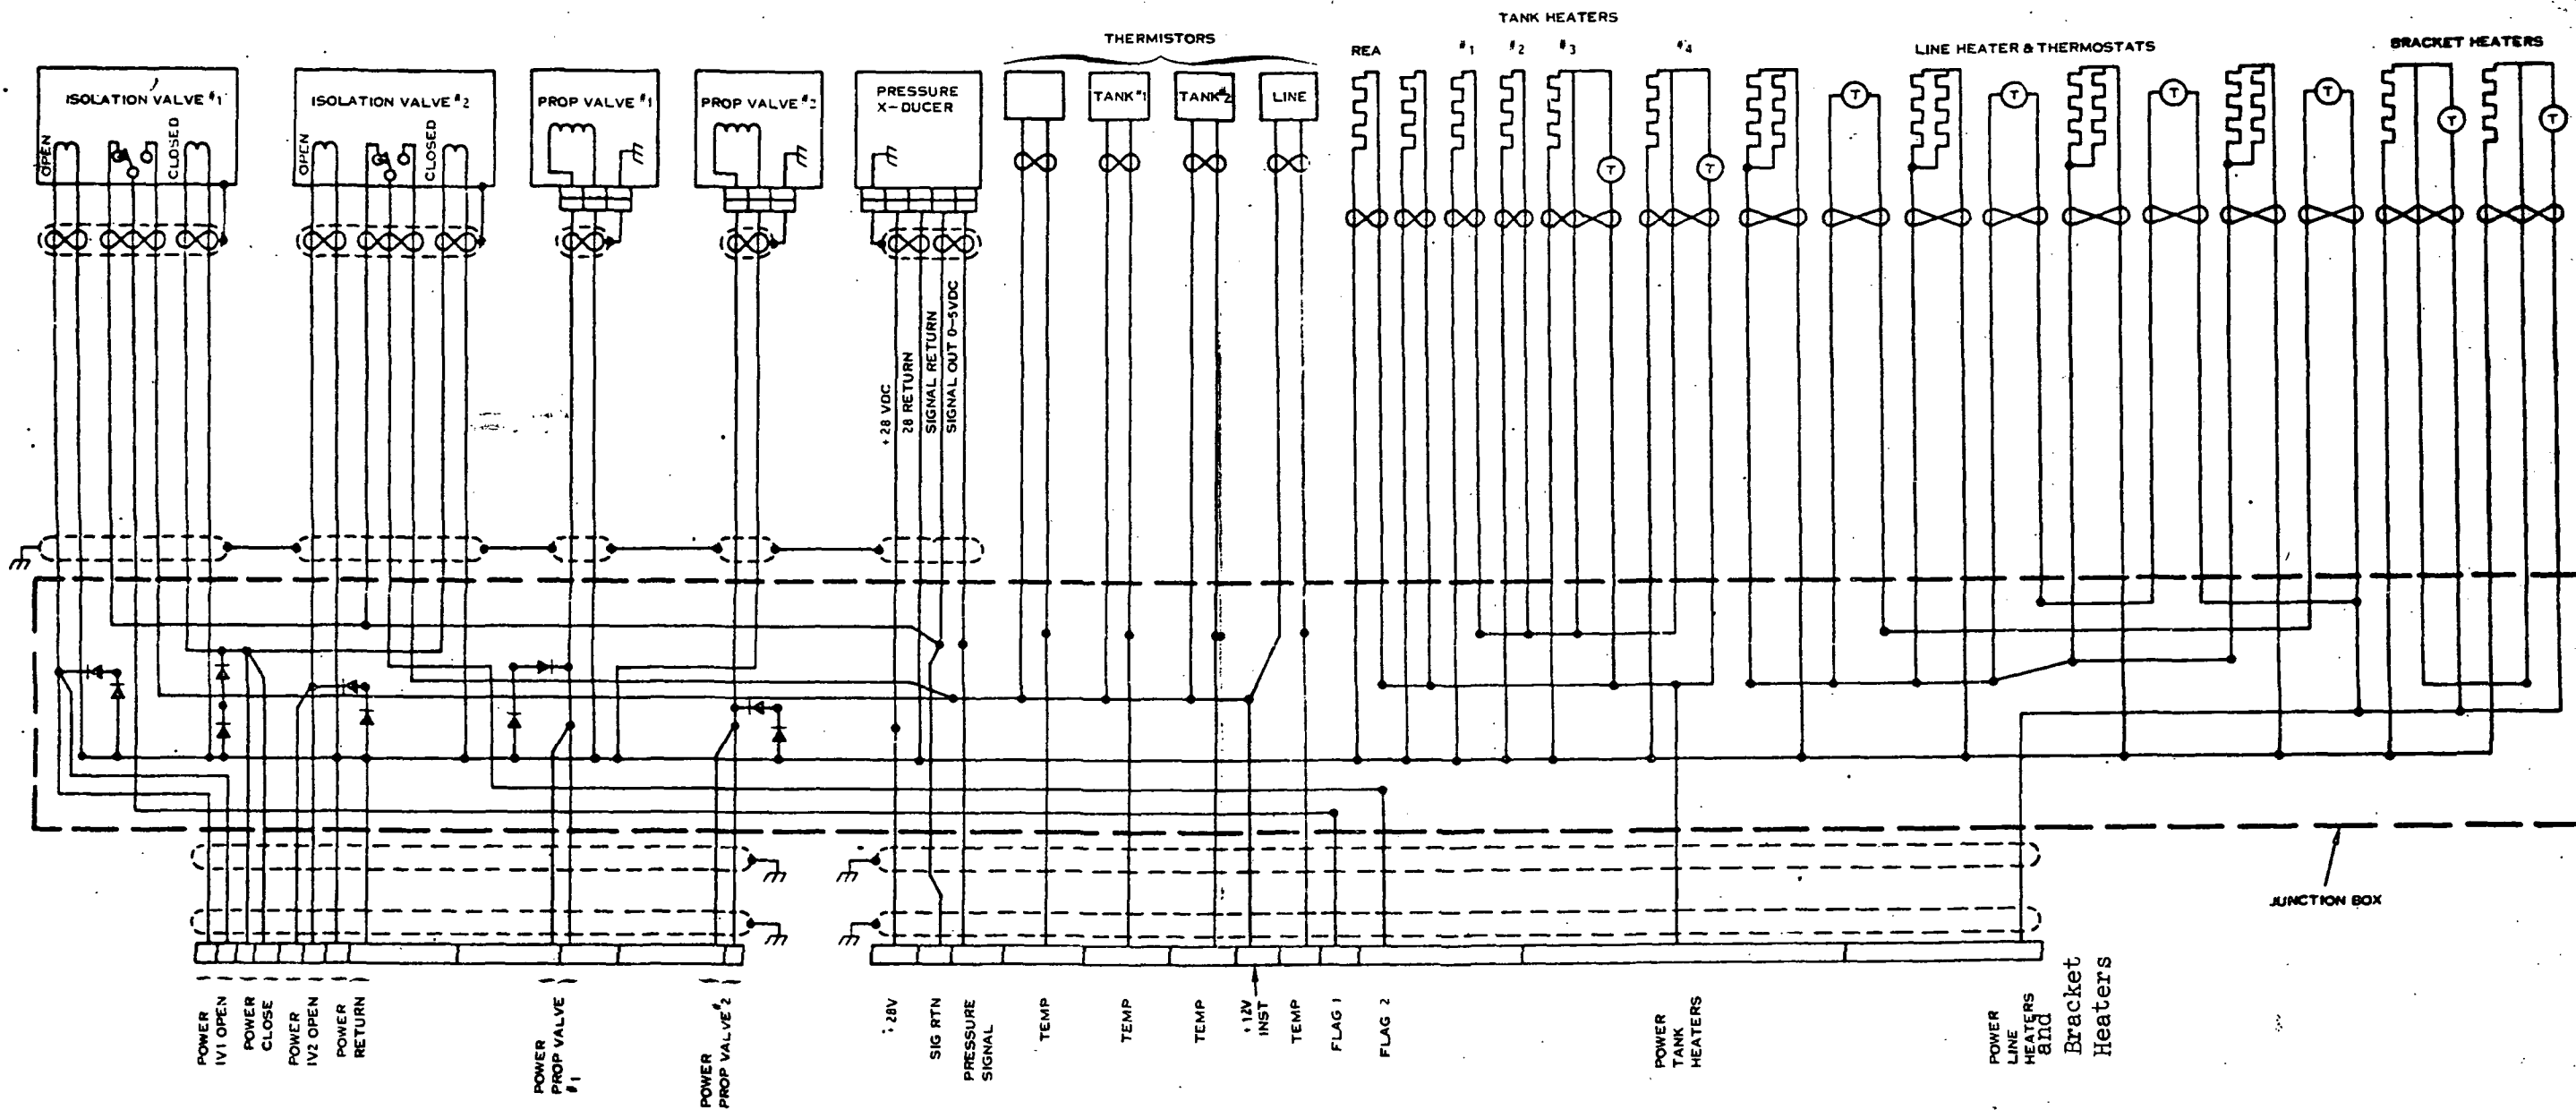 TANK HEATERS
THERMISTORS
REA
#1
#2
#3
#4
LINE HEATER & THERMOSTATS
BRACKET HEATERS
ISOLATION VALVE #1
ISOLATION VALVE #2
PROP VALVE #1
PROP VALVE
PRESSURE
X-DUCER
TANK #1
TANK #2
LINE
T
T
T
T
T
T
T
T
OPEN
CLOSED
OPEN
CLOSED
+28 VDC
28 RETURN
SIGNAL RETURN
SIGNAL OUT 0-5VDC
JUNCTION BOX
POWER
IV1 OPEN
POWER
CLOSE
POWER
IV2 OPEN
POWER
RETURN
POWER
PROP VALVE
#1
POWER
PROP VALVE #2
+28V
SIG RTN
PRESSURE
SIGNAL
TEMP
TEMP
TEMP
+12V
INST
TEMP
FLAG 1
FLAG 2
POWER
TANK
HEATERS
POWER
LINE
HEATERS
and
Bracket
Heaters